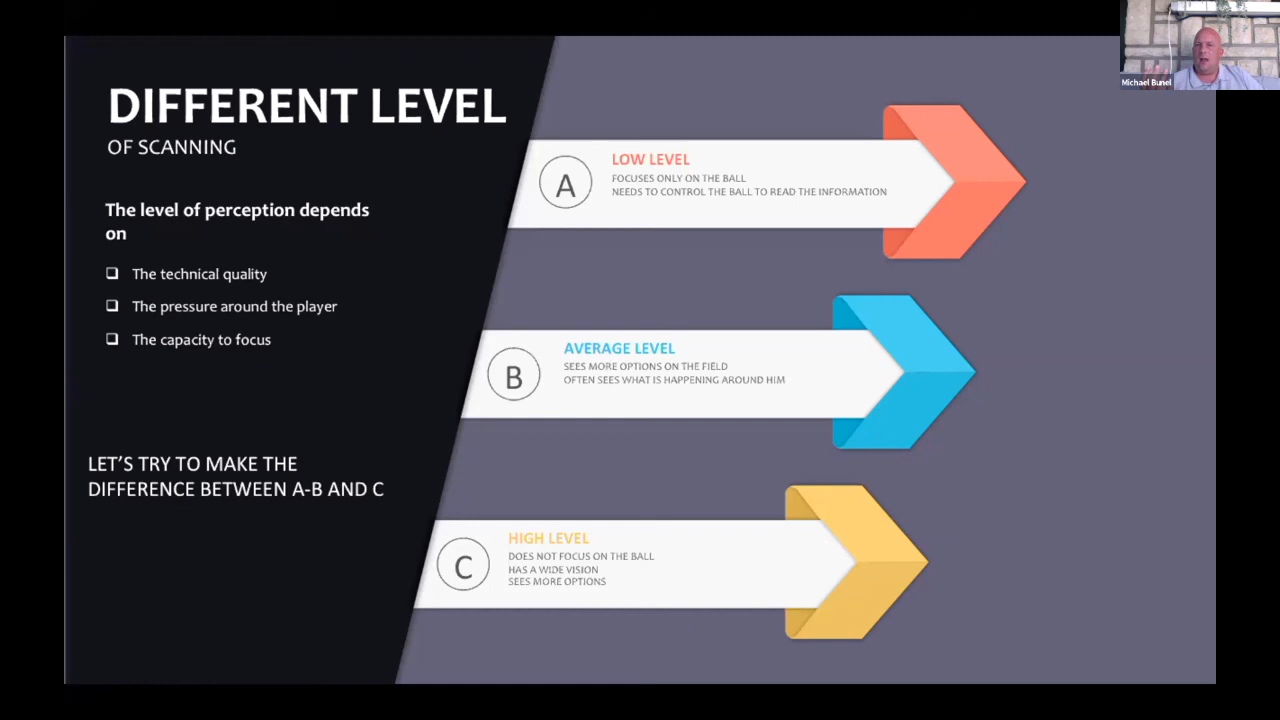 DIFFERENT LEVEL
OF SCANNING
The level of perception depends
on
The technical quality
The pressure around the player
The capacity to focus
LET'S TRY TO MAKE THE
DIFFERENCE BETWEEN A-B AND C
A
LOW LEVEL
FOCUSES ONLY ON THE BALL
NEEDS TO CONTROL THE BALL TO READ THE INFORMATION
B
AVERAGE LEVEL
SEES MORE OPTIONS ON THE FIELD
OFTEN SEES WHAT IS HAPPENING AROUND HIM
C
HIGH LEVEL
DOES NOT FOCUS ON THE BALL
HAS A WIDE VISION
SEES MORE OPTIONS
Michael Bunel